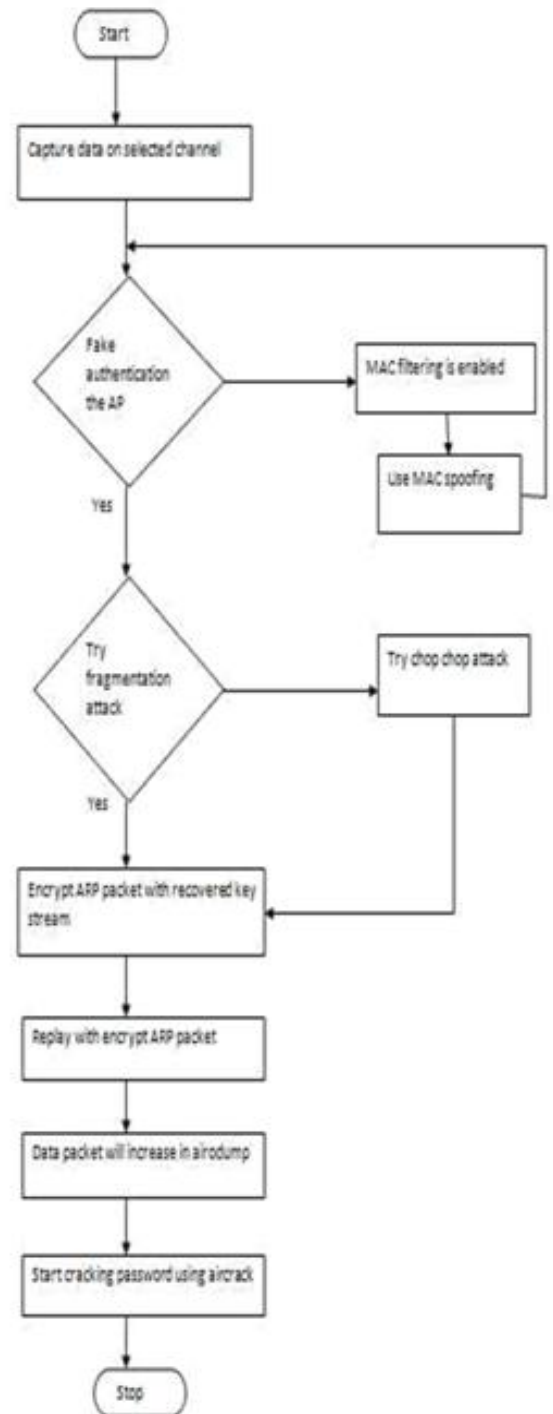 Start
Capture data on selected channel
Fake
authentication
the AP
MAC filtering is enabled
Use MAC spoofing
Yes
Try
fragmentation
attack
Try chop chop attack
Yes
Encrypt ARP packet with recovered key
stream
Replay with encrypt ARP packet
Data packet will increase in airodump
Start cracking password using aircrack
Stop